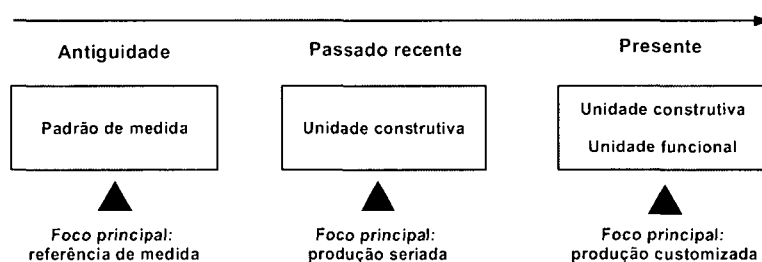 Antiguidade
Passado recente
Presente
Padrão de medida
Unidade construtiva
Unidade construtiva
Unidade funcional
Foco principal:
referência de medida
Foco principal:
produção seriada
Foco principal:
produção customizada